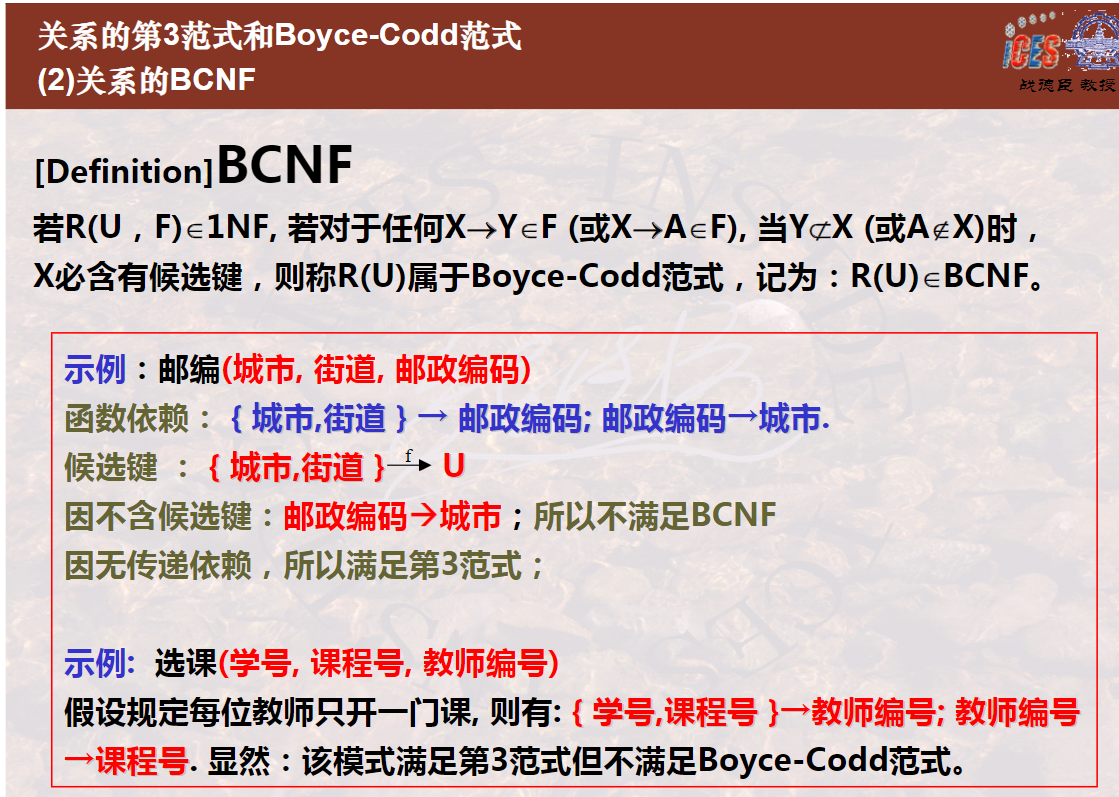 关系的第3范式和Boyce-Codd范式
(2)关系的BCNF
iCES
战德臣 教授
[Definition]BCNF
若R(U，F)∈1NF, 若对于任何X→Y∈F (或X→A∈F), 当Y⊄X (或A∉X)时，
X必含有候选键，则称R(U)属于Boyce-Codd范式，记为：R(U)∈BCNF。
示例：邮编(城市, 街道, 邮政编码)
函数依赖： { 城市,街道 } → 邮政编码; 邮政编码→城市.
候选键 ： { 城市,街道 } —f→ U
因不含候选键：邮政编码→城市；所以不满足BCNF
因无传递依赖，所以满足第3范式；
示例: 选课(学号, 课程号, 教师编号)
假设规定每位教师只开一门课, 则有: { 学号,课程号 }→教师编号; 教师编号
→课程号. 显然：该模式满足第3范式但不满足Boyce-Codd范式。